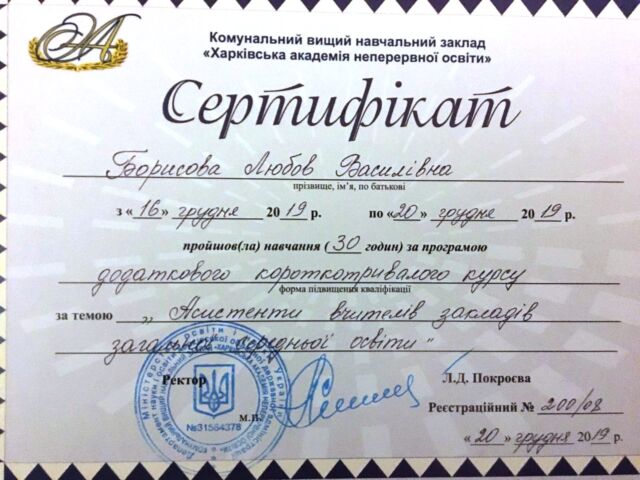 Комунальний вищий навчальний заклад
«Харківська академія неперервної освіти»
Сертифікат
Борисова Любов Василівна
прізвище, ім'я, по батькові
з «16» грудня 2019 р. по «20» грудня 2019 р.
пройшов(ла) навчання (30 годин) за програмою
додаткового короткотривалого курсу
форма підвищення кваліфікації
за темою „Асистенти вчителів закладів
загальної середньої освіти"
Ректор Л.Д. Покроєва
м.п.
№31584378
Реєстраційний № 200/08
«20» грудня 2019 р.